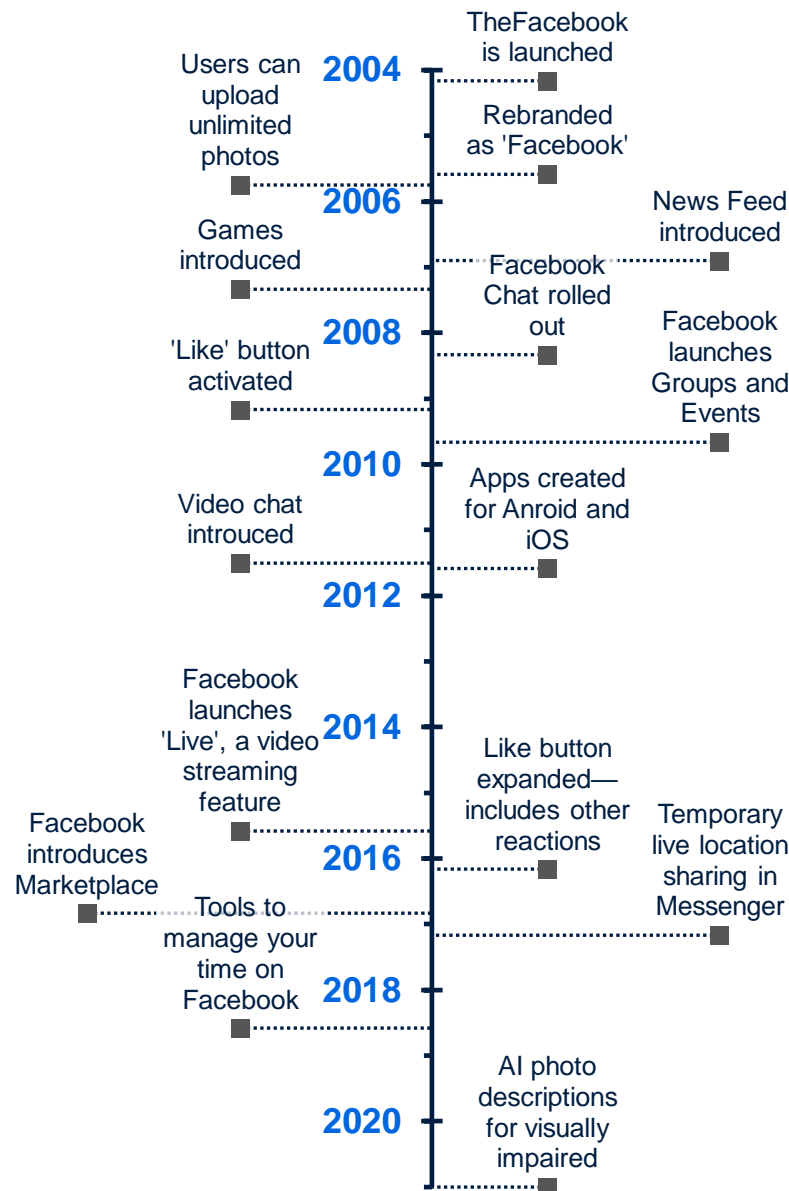 TheFacebook
is launched
2004
Users can
upload
unlimited
photos
Rebranded
as 'Facebook'
2006
News Feed
introduced
Games
introduced
Facebook
Chat rolled
out
2008
Facebook
launches
Groups and
Events
'Like' button
activated
2010
Apps created
for Anroid and
iOS
Video chat
introuced
2012
Facebook
launches
'Live', a video
streaming
feature
2014
Like button
expanded—
includes other
reactions
2016
Facebook
introduces
Marketplace
Temporary
live location
sharing in
Messenger
Tools to
manage your
time on
Facebook
2018
AI photo
descriptions
for visually
impaired
2020